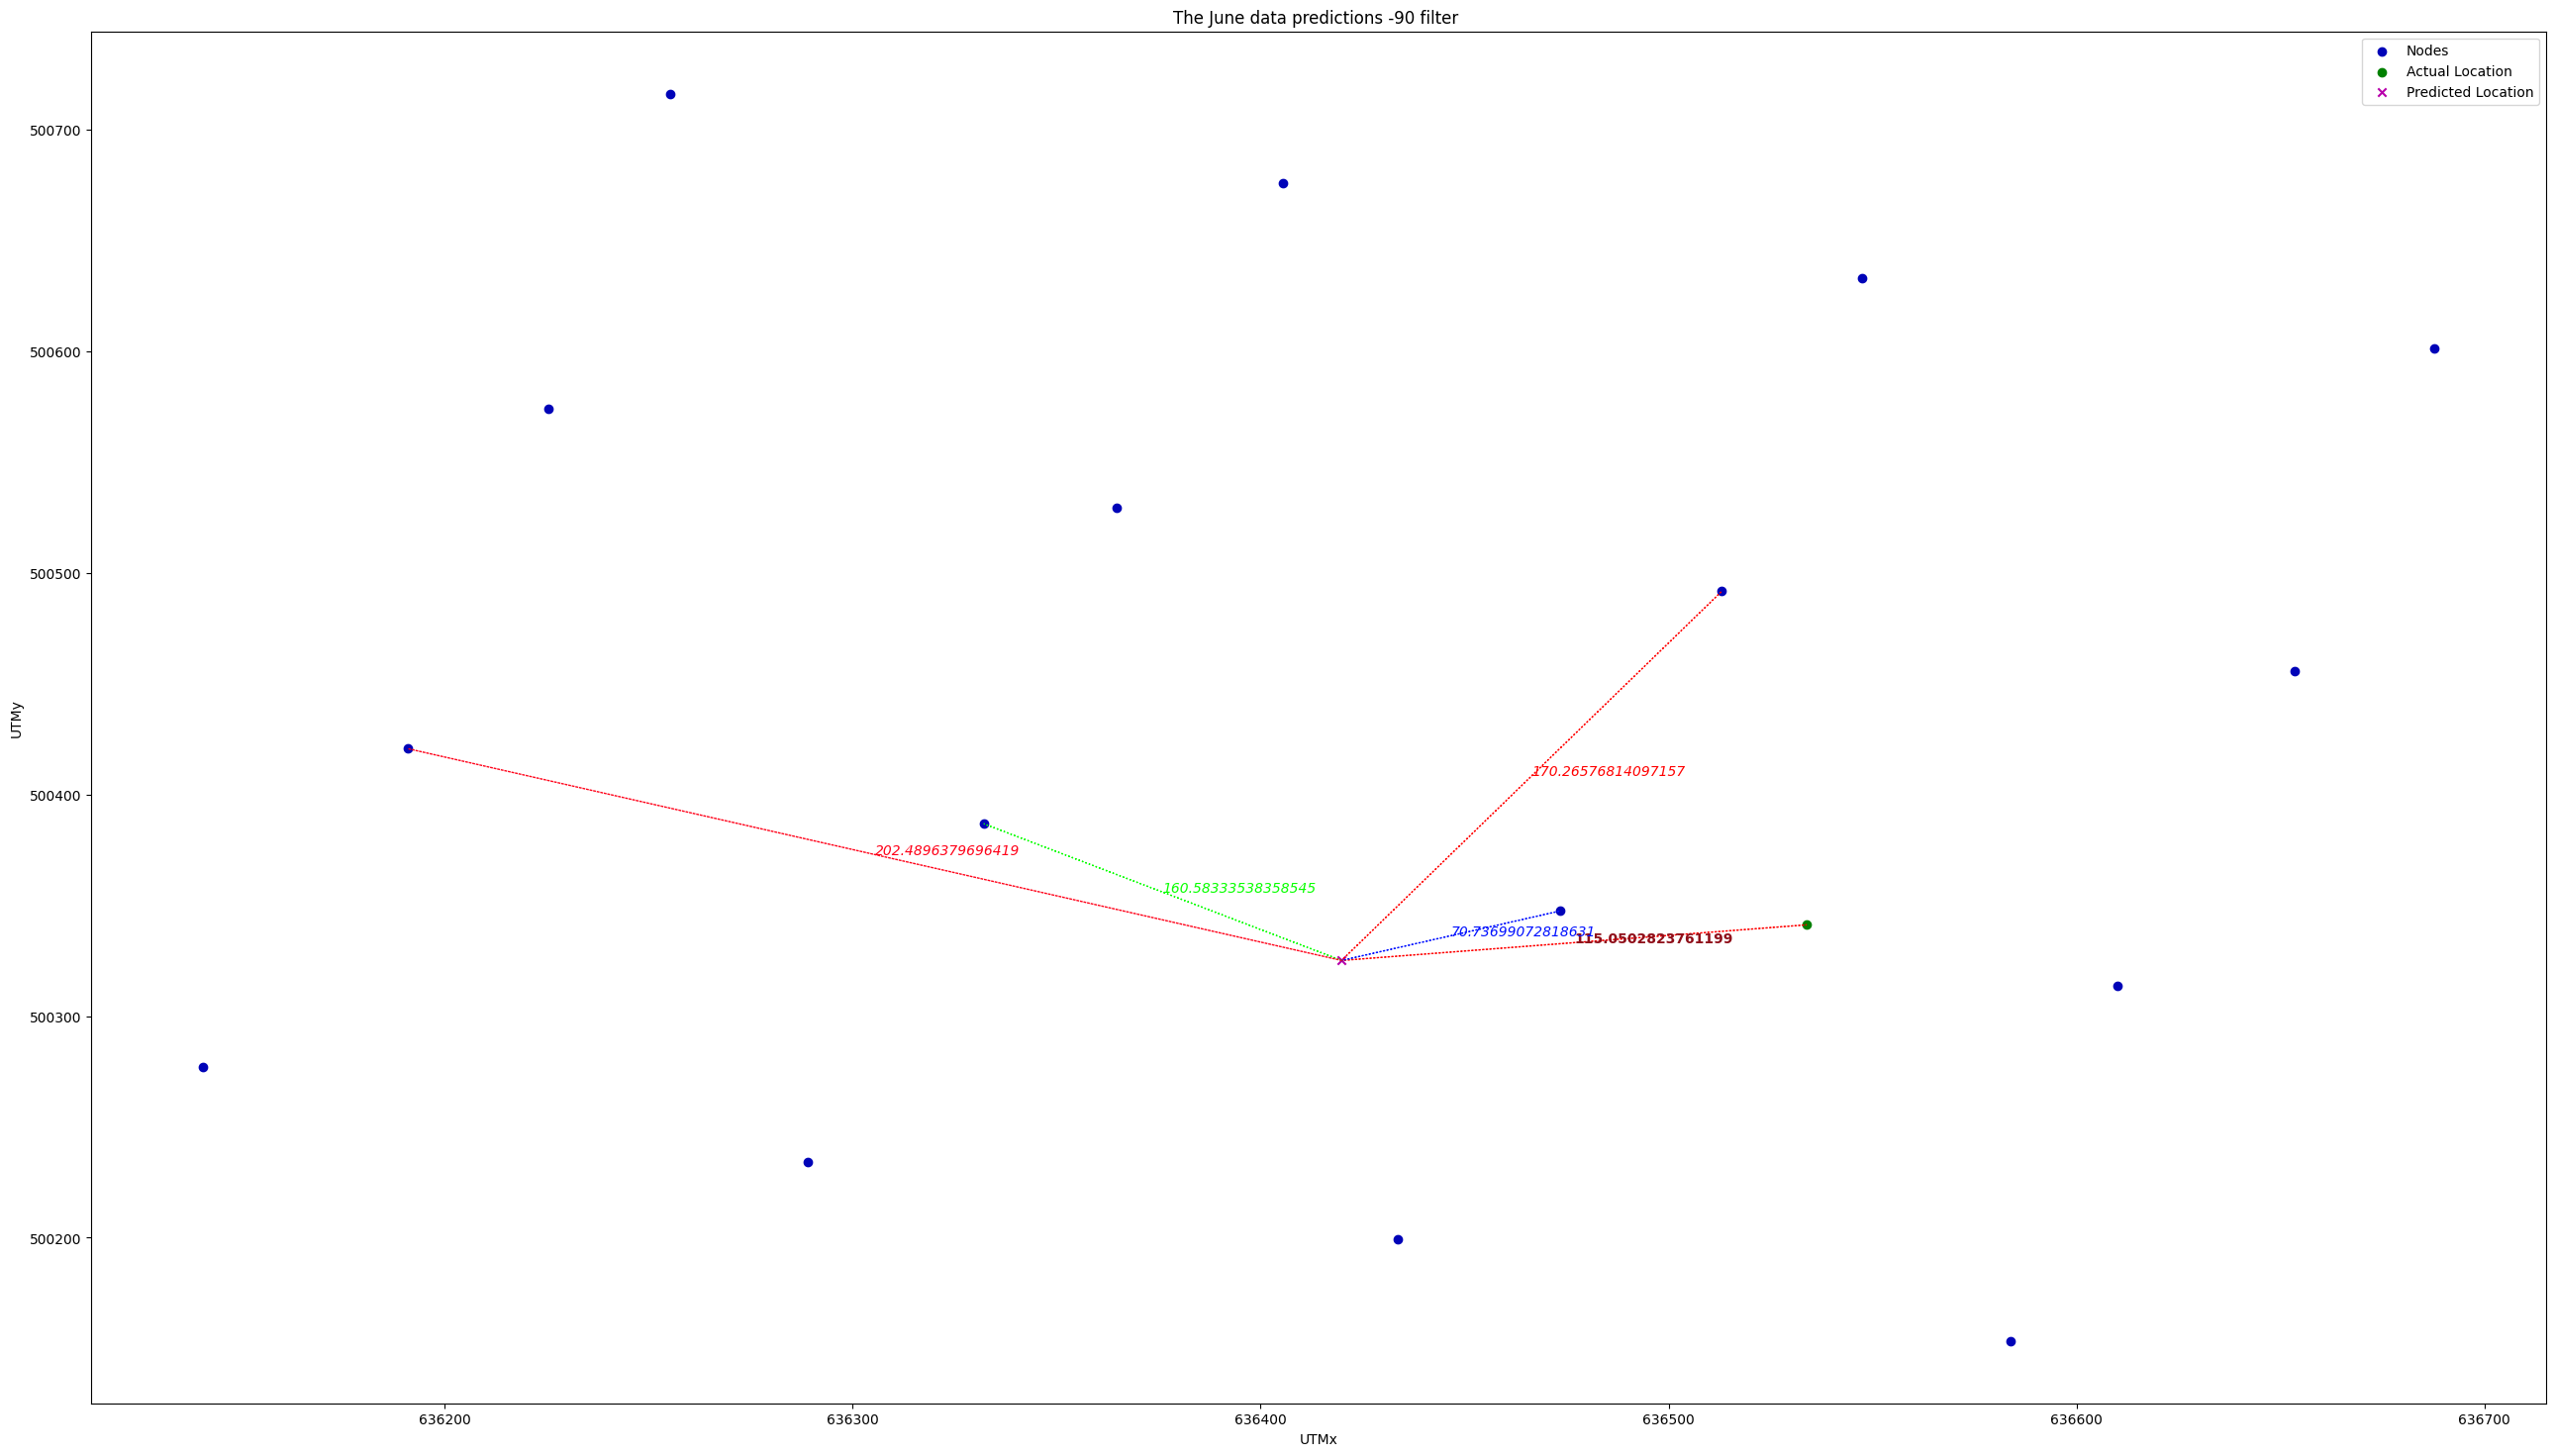 The June data predictions -90 filter
Nodes
Actual Location
Predicted Location
500700
500600
500500
500400
500300
500200
UTMy
170.26576814097157
202.4896379696419
160.58333538358545
70.73699072818631
115.0502823761199
636200
636300
636400
636500
636600
636700
UTMx